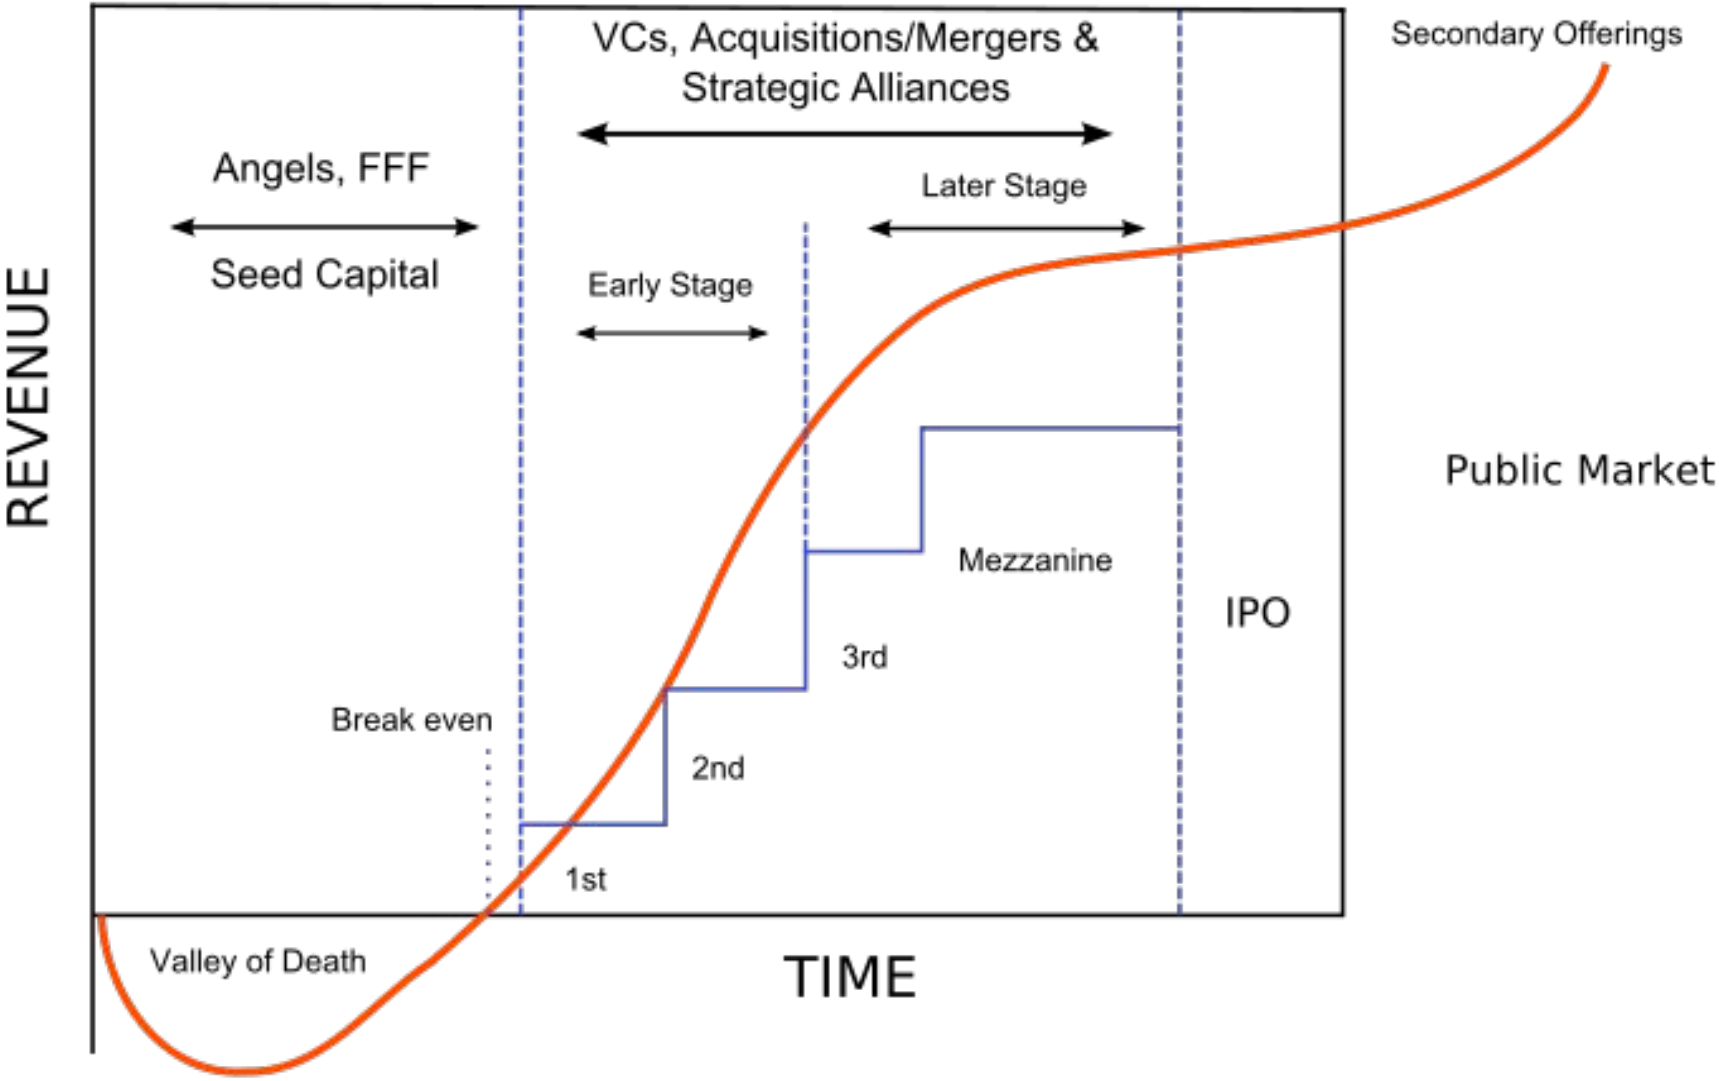 VCs, Acquisitions/Mergers &
Strategic Alliances
Secondary Offerings
Angels, FFF
Seed Capital
Later Stage
Early Stage
REVENUE
Public Market
Mezzanine
IPO
3rd
Break even
2nd
1st
Valley of Death
TIME